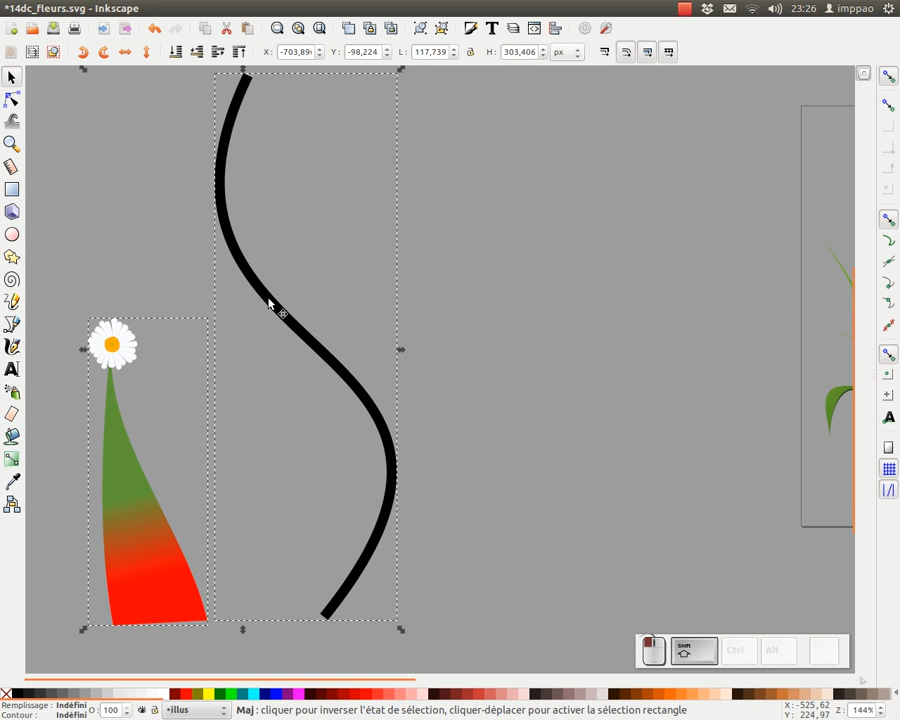 *14dc_fleurs.svg - Inkscape
23:26 imppao
X : -703,89 Y : -98,224 L : 117,739 H : 303,406 px
A
A
Shift Ctrl Alt
Remplissage : Indéfini
Contour : Indéfini
O : 100 •illus Maj : cliquer pour inverser l'état de sélection, cliquer-déplacer pour activer la sélection rectangle
X : -525,62
Y : 224,97
Z : 144%